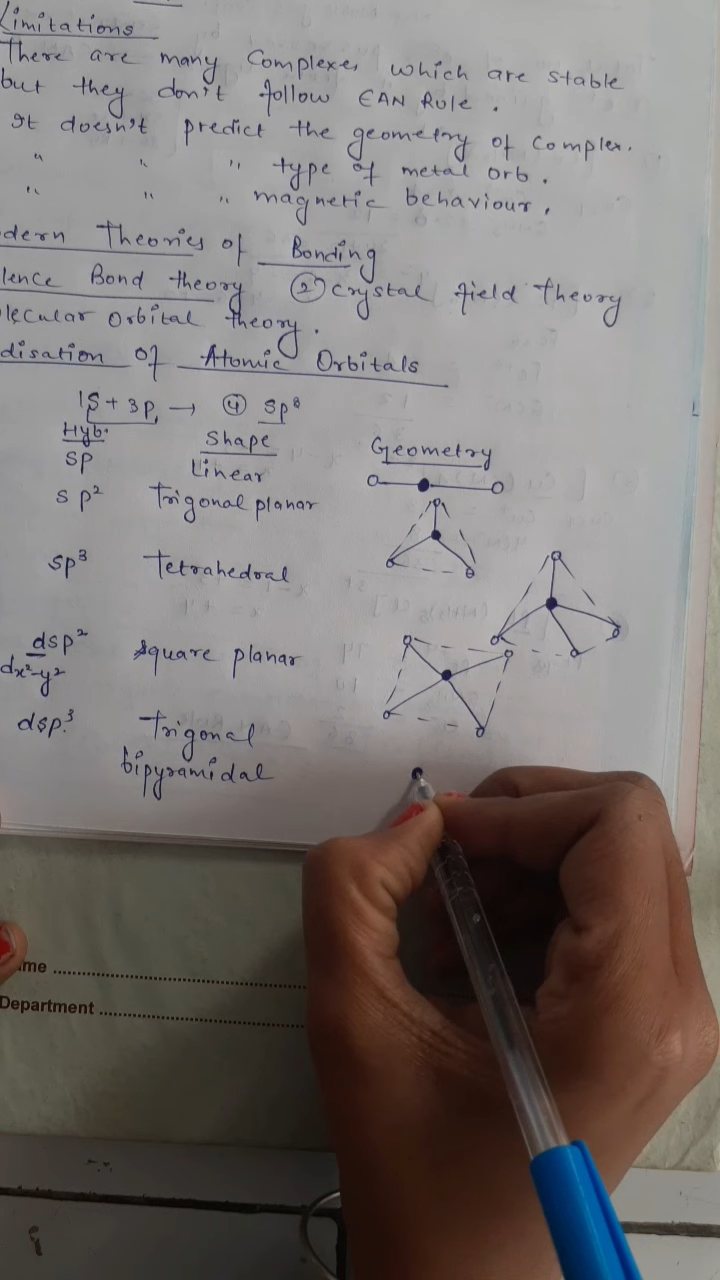 Limitations
There are many Complexes which are stable
but they don't follow EAN Rule.
It doesn't predict the geometry of Complex.
" " " type of metal orb.
" " " magnetic behaviour.
dern Theories of Bonding
lence Bond theory ② Crystal field Theory
lecular Orbital theory.
disation of Atomic Orbitals
1S + 3P → ④ SP³
Hyb. Shape Geometry
SP Linear
SP² Trigonal planar
SP³ Tetrahedral
dsp² square planar
dx²-y²
dsp³ Trigonal
bipyramidal
me
Department